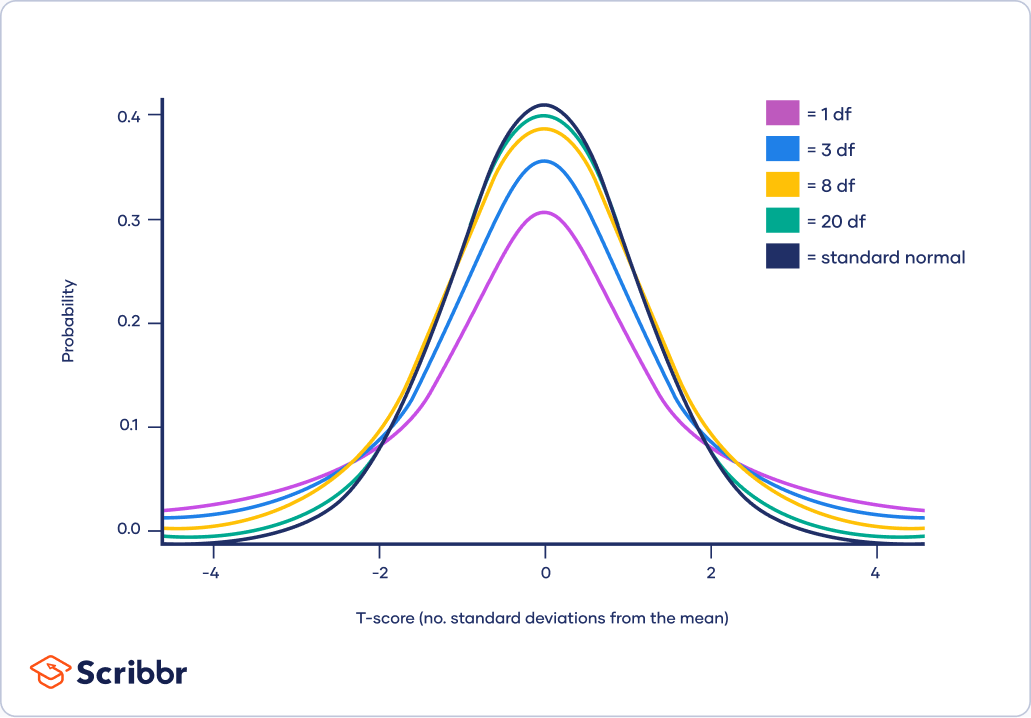 = 1 df
= 3 df
= 8 df
= 20 df
= standard normal
0.4
0.3
0.2
0.1
0.0
Probability
-4
-2
0
2
4
T-score (no. standard deviations from the mean)
Scribbr